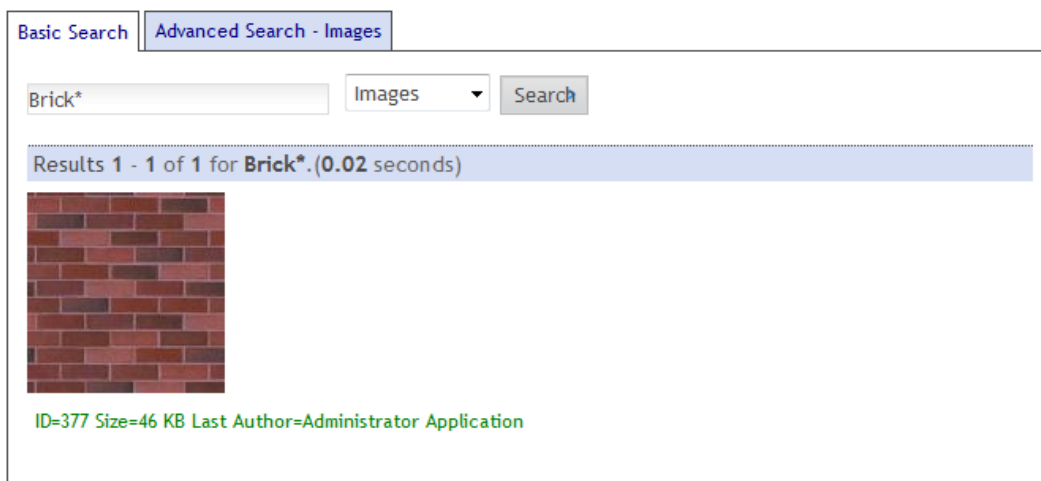 Basic Search Advanced Search - Images
Brick* Images Search
Results 1 - 1 of 1 for Brick*.(0.02 seconds)
ID=377 Size=46 KB Last Author=Administrator Application